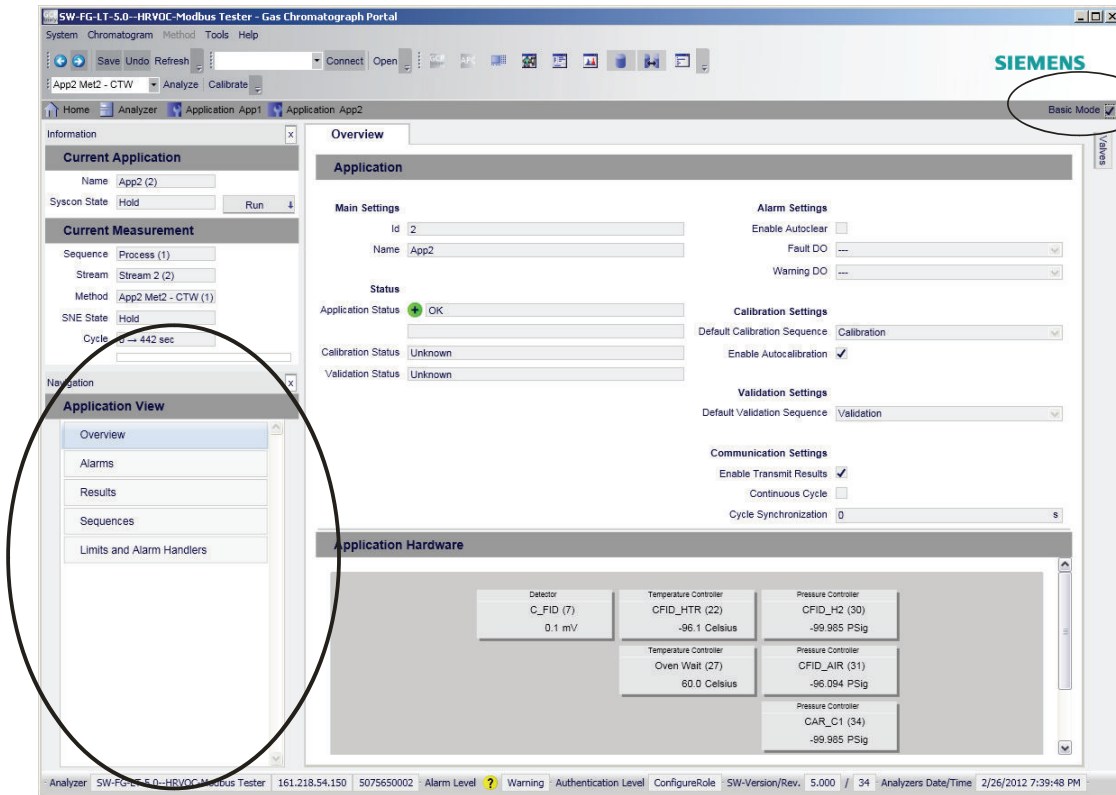 SW-FG-LT-5.0--HRVOC-Modbus Tester - Gas Chromatograph Portal
System Chromatogram Method Tools Help
Save Undo Refresh Connect Open
SIEMENS
App2 Met2 - CTW Analyze Calibrate
Home Analyzer Application App1 Application App2 Basic Mode
Information x
Current Application
Name App2 (2)
Syscon State Hold Run
Current Measurement
Sequence Process (1)
Stream Stream 2 (2)
Method App2 Met2 - CTW (1)
SNE State Hold
Cycle 0 → 442 sec
Navigation x
Application View
Overview
Alarms
Results
Sequences
Limits and Alarm Handlers
Overview
Valves
Application
Main Settings
Id 2
Name App2
Status
Application Status OK
Calibration Status Unknown
Validation Status Unknown
Alarm Settings
Enable Autoclear
Fault DO ---
Warning DO ---
Calibration Settings
Default Calibration Sequence Calibration
Enable Autocalibration
Validation Settings
Default Validation Sequence Validation
Communication Settings
Enable Transmit Results
Continuous Cycle
Cycle Synchronization 0 s
Application Hardware
Detector
C_FID (7)
0.1 mV
Temperature Controller
CFID_HTR (22)
-96.1 Celsius
Pressure Controller
CFID_H2 (30)
-99.985 PSig
Temperature Controller
Oven Wait (27)
60.0 Celsius
Pressure Controller
CFID_AIR (31)
-96.094 PSig
Pressure Controller
CAR_C1 (34)
-99.985 PSig
Analyzer SW-FG-LT-5.0--HRVOC-Modbus Tester 161.218.54.150 5075650002 Alarm Level ? Warning Authentication Level ConfigureRole SW-Version/Rev. 5.000 / 34 Analyzers Date/Time 2/26/2012 7:39:48 PM